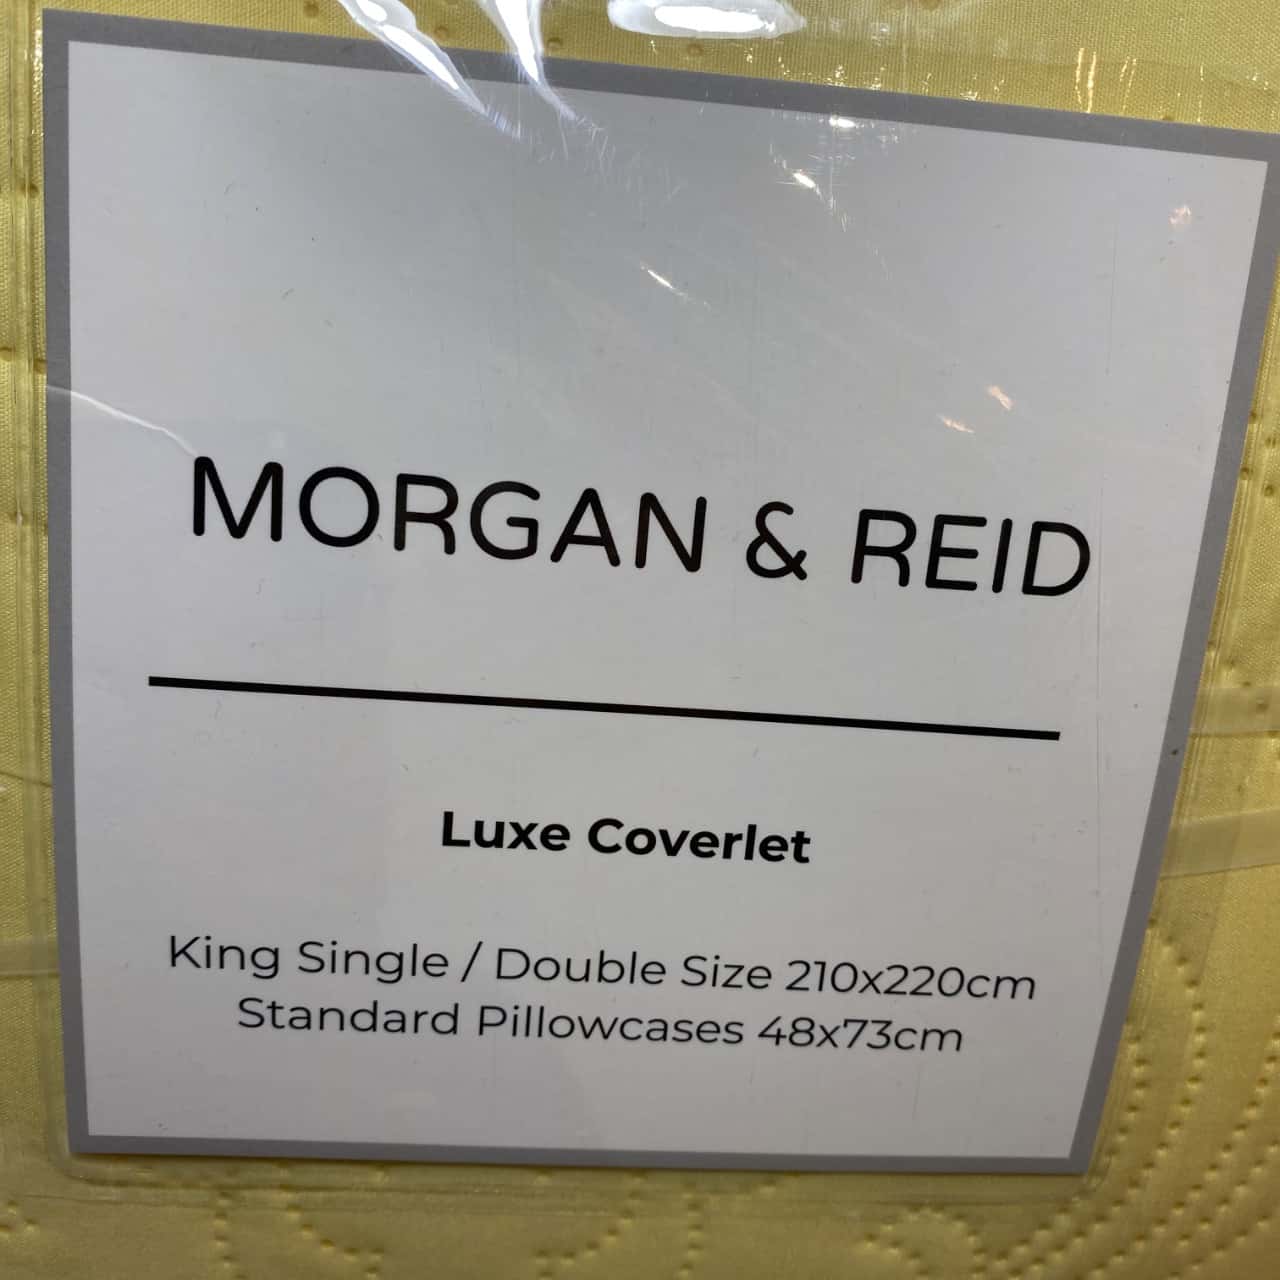 MORGAN & REID
Luxe Coverlet
King Single / Double Size 210x220cm
Standard Pillowcases 48x73cm